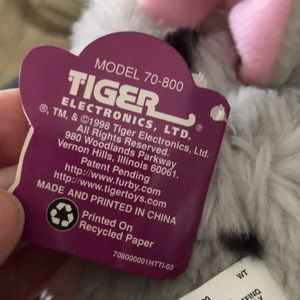 MODEL 70-800
TIGER
ELECTRONICS, LTD.®
®, TM, & ©1998 Tiger Electronics, Ltd.
All Rights Reserved.
980 Woodlands Parkway
Vernon Hills, Illinois 60061.
Patent Pending
http://www.furby.com/
http://www.tigertoys.com/
MADE AND PRINTED IN CHINA
Printed On
Recycled Paper
708000001HTTI-03
WT